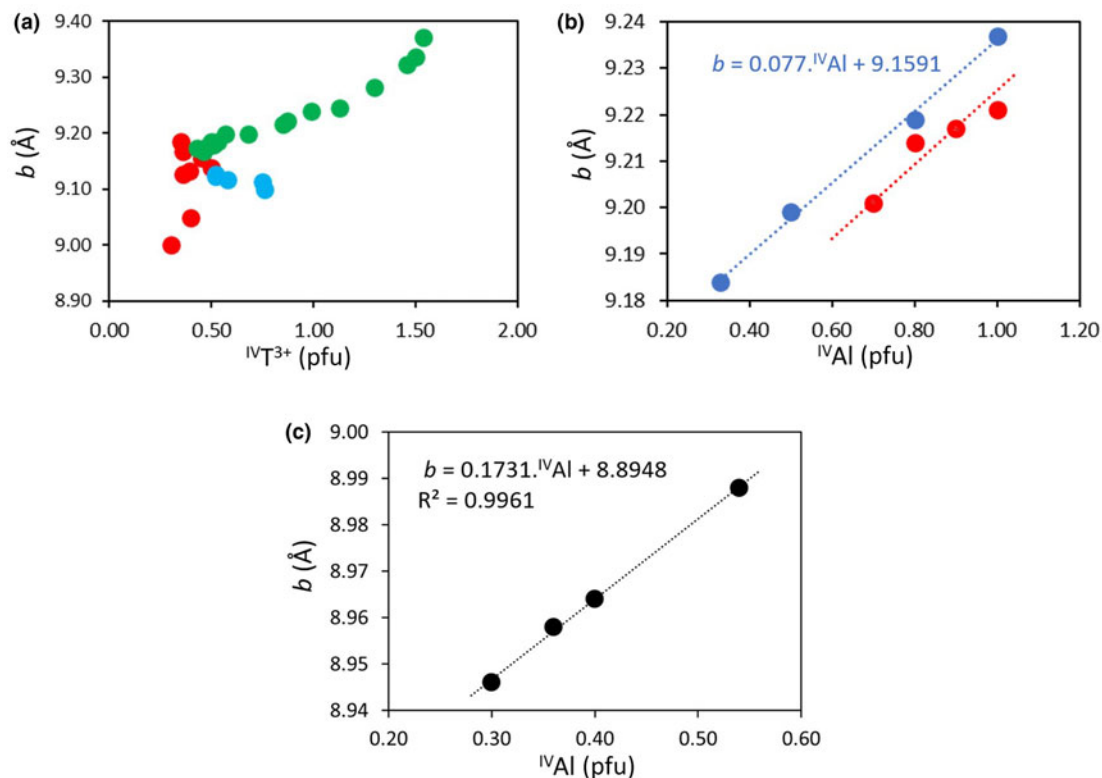 (a)
9.40
9.30
9.20
9.10
9.00
8.90
b (Å)
0.00 0.50 1.00 1.50 2.00
ᴵⱽT³⁺ (pfu)
(b)
9.24
9.23
9.22
9.21
9.20
9.19
9.18
b (Å)
b = 0.077.ᴵⱽAl + 9.1591
0.20 0.40 0.60 0.80 1.00 1.20
ᴵⱽAl (pfu)
(c)
9.00
8.99
8.98
8.97
8.96
8.95
8.94
b (Å)
b = 0.1731.ᴵⱽAl + 8.8948
R² = 0.9961
0.20 0.30 0.40 0.50 0.60
ᴵⱽAl (pfu)